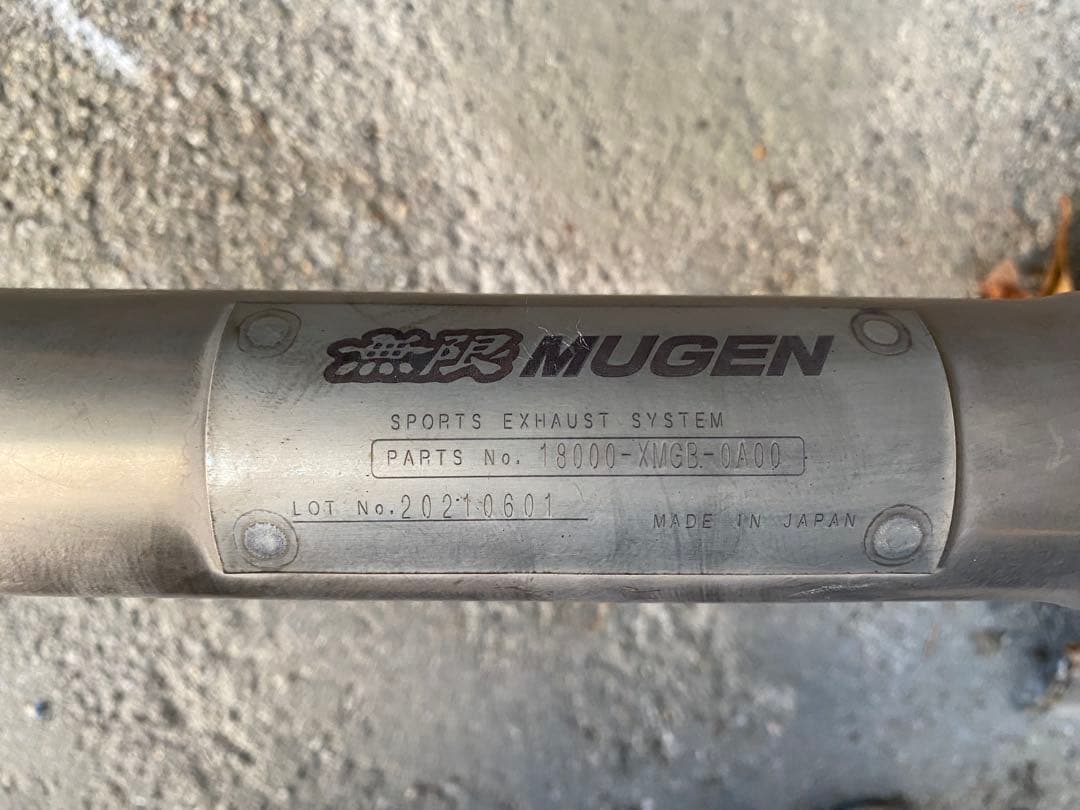 無限 MUGEN
SPORTS EXHAUST SYSTEM
PARTS No. 18000-XMGB-0A00
LOT No. 20210601
MADE IN JAPAN